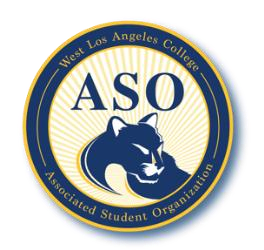 West Los Angeles College
ASO
Associated Student Organization